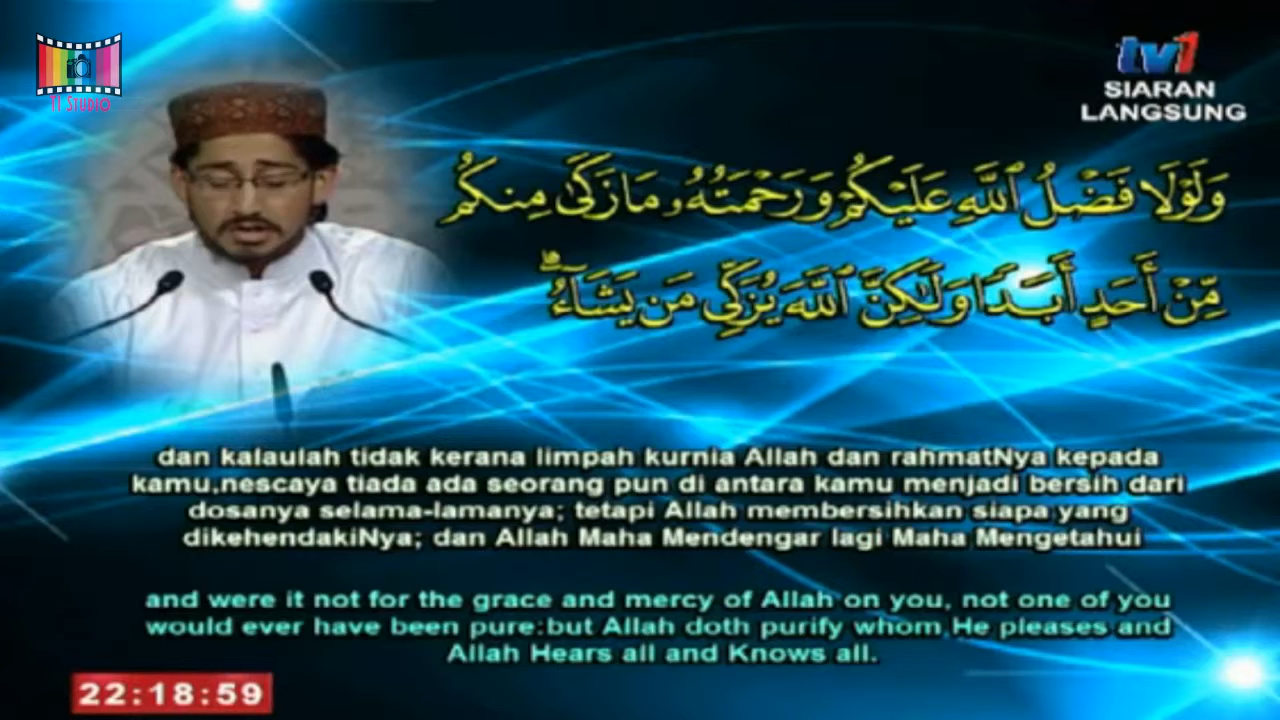 TI STUDIO
tv1
SIARAN
LANGSUNG
وَلَوْلَا فَضْلُ ٱللَّهِ عَلَيْكُمْ وَرَحْمَتُهُۥ مَا زَكَىٰ مِنكُم
مِّنْ أَحَدٍ أَبَدًا وَلَٰكِنَّ ٱللَّهَ يُزَكِّى مَن يَشَآءُ ۗ
dan kalaulah tidak kerana limpah kurnia Allah dan rahmatNya kepada
kamu,nescaya tiada ada seorang pun di antara kamu menjadi bersih dari
dosanya selama-lamanya; tetapi Allah membersihkan siapa yang
dikehendakiNya; dan Allah Maha Mendengar lagi Maha Mengetahui
and were it not for the grace and mercy of Allah on you, not one of you
would ever have been pure:but Allah doth purify whom He pleases and
Allah Hears all and Knows all.
22:18:59